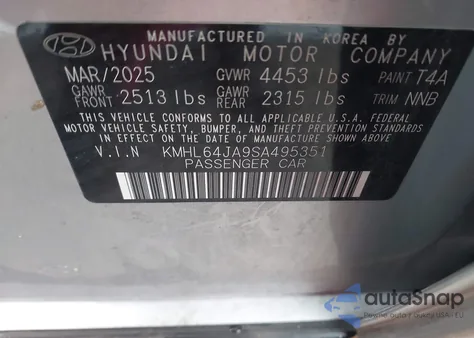 MANUFACTURED IN KOREA BY
HYUNDAI MOTOR COMPANY
MAR/2025 GVWR 4453 lbs PAINT T4A
GAWR FRONT 2513 lbs GAWR REAR 2315 lbs TRIM NNB
THIS VEHICLE CONFORMS TO ALL APPLICABLE U.S.A FEDERAL
MOTOR VEHICLE SAFETY, BUMPER, AND THEFT PREVENTION STANDARDS
IN EFFECT ON THE DATE OF MANUFACTURE SHOWN ABOVE.
V.I.N KMHL64JA9SA495351
PASSENGER CAR
autoSnap